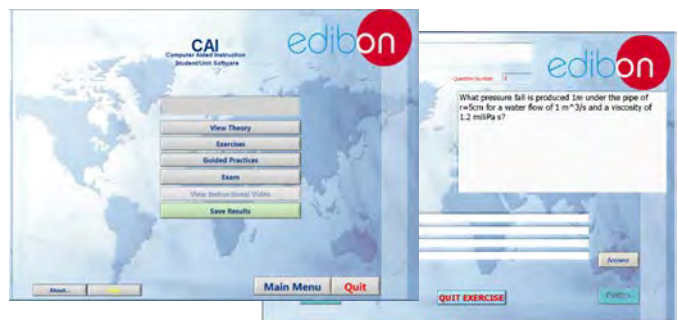 CAI
Computer Aided Instruction
Student/Unit Software
edibon
View Theory
Exercises
Guided Practices
Exam
View Instructional Video
Save Results
About...
Main Menu
Quit
edibon
Question Number: 1
What pressure fall is produced 1m under the pipe of
r=5cm for a water flow of 1 m^3/s and a viscosity of
1.2 miliPa s?
Answer
QUIT EXERCISE